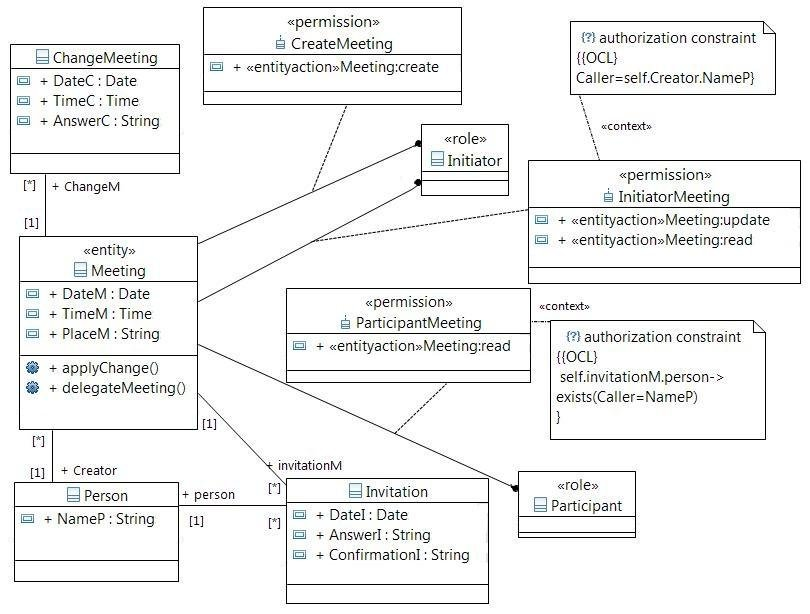 «permission»
CreateMeeting
+ «entityaction»Meeting:create
ChangeMeeting
+ DateC : Date
+ TimeC : Time
+ AnswerC : String
{?} authorization constraint
{{OCL}
Caller=self.Creator.NameP}
«context»
«role»
Initiator
«permission»
InitiatorMeeting
+ «entityaction»Meeting:update
+ «entityaction»Meeting:read
[*] + ChangeM
[1]
«entity»
Meeting
+ DateM : Date
+ TimeM : Time
+ PlaceM : String
+ applyChange()
+ delegateMeeting()
«permission»
ParticipantMeeting
+ «entityaction»Meeting:read
«context»
{?} authorization constraint
{{OCL}
self.invitationM.person->
exists(Caller=NameP)
}
[1]
[*]
[1] + Creator
+ invitationM
[*]
Person
+ NameP : String
+ person
[1]
[*]
Invitation
+ DateI : Date
+ AnswerI : String
+ ConfirmationI : String
«role»
Participant